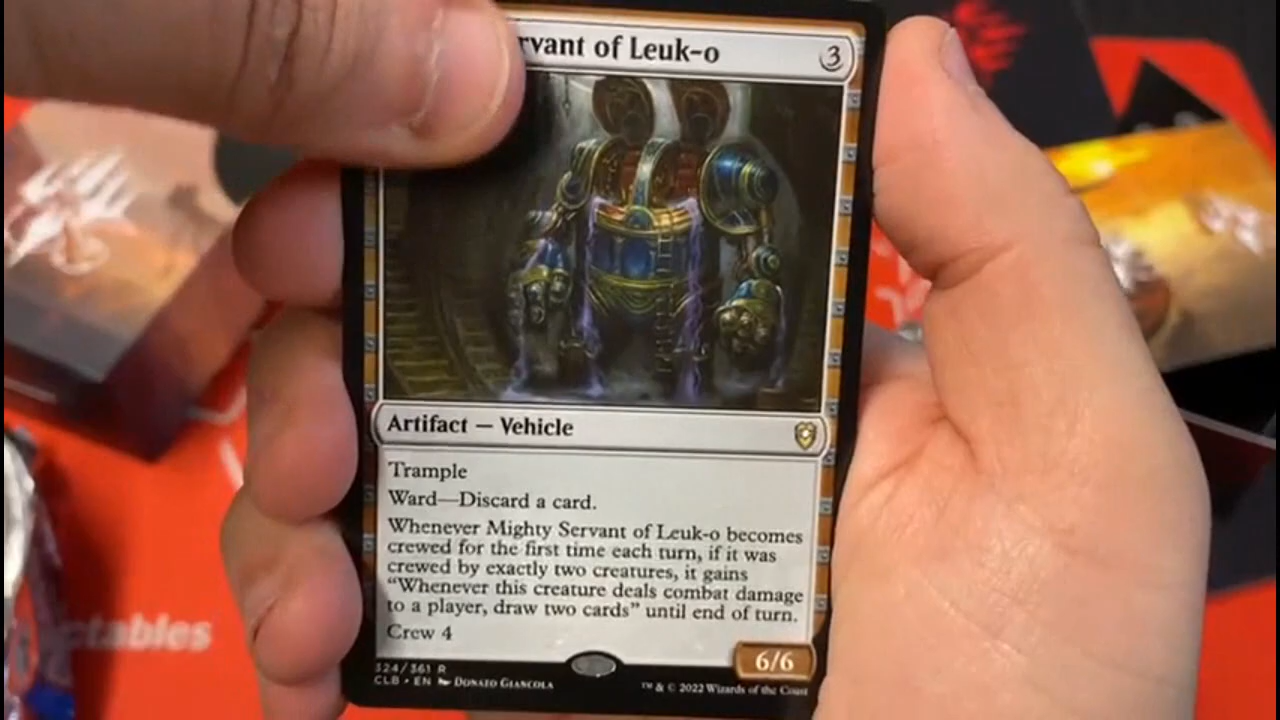 rvant of Leuk-o 3
Artifact — Vehicle
Trample
Ward—Discard a card.
Whenever Mighty Servant of Leuk-o becomes
crewed for the first time each turn, if it was
crewed by exactly two creatures, it gains
“Whenever this creature deals combat damage
to a player, draw two cards” until end of turn.
Crew 4
6/6
324/361 R
CLB • EN Donato Giancola
™ & © 2022 Wizards of the Coast
ctables